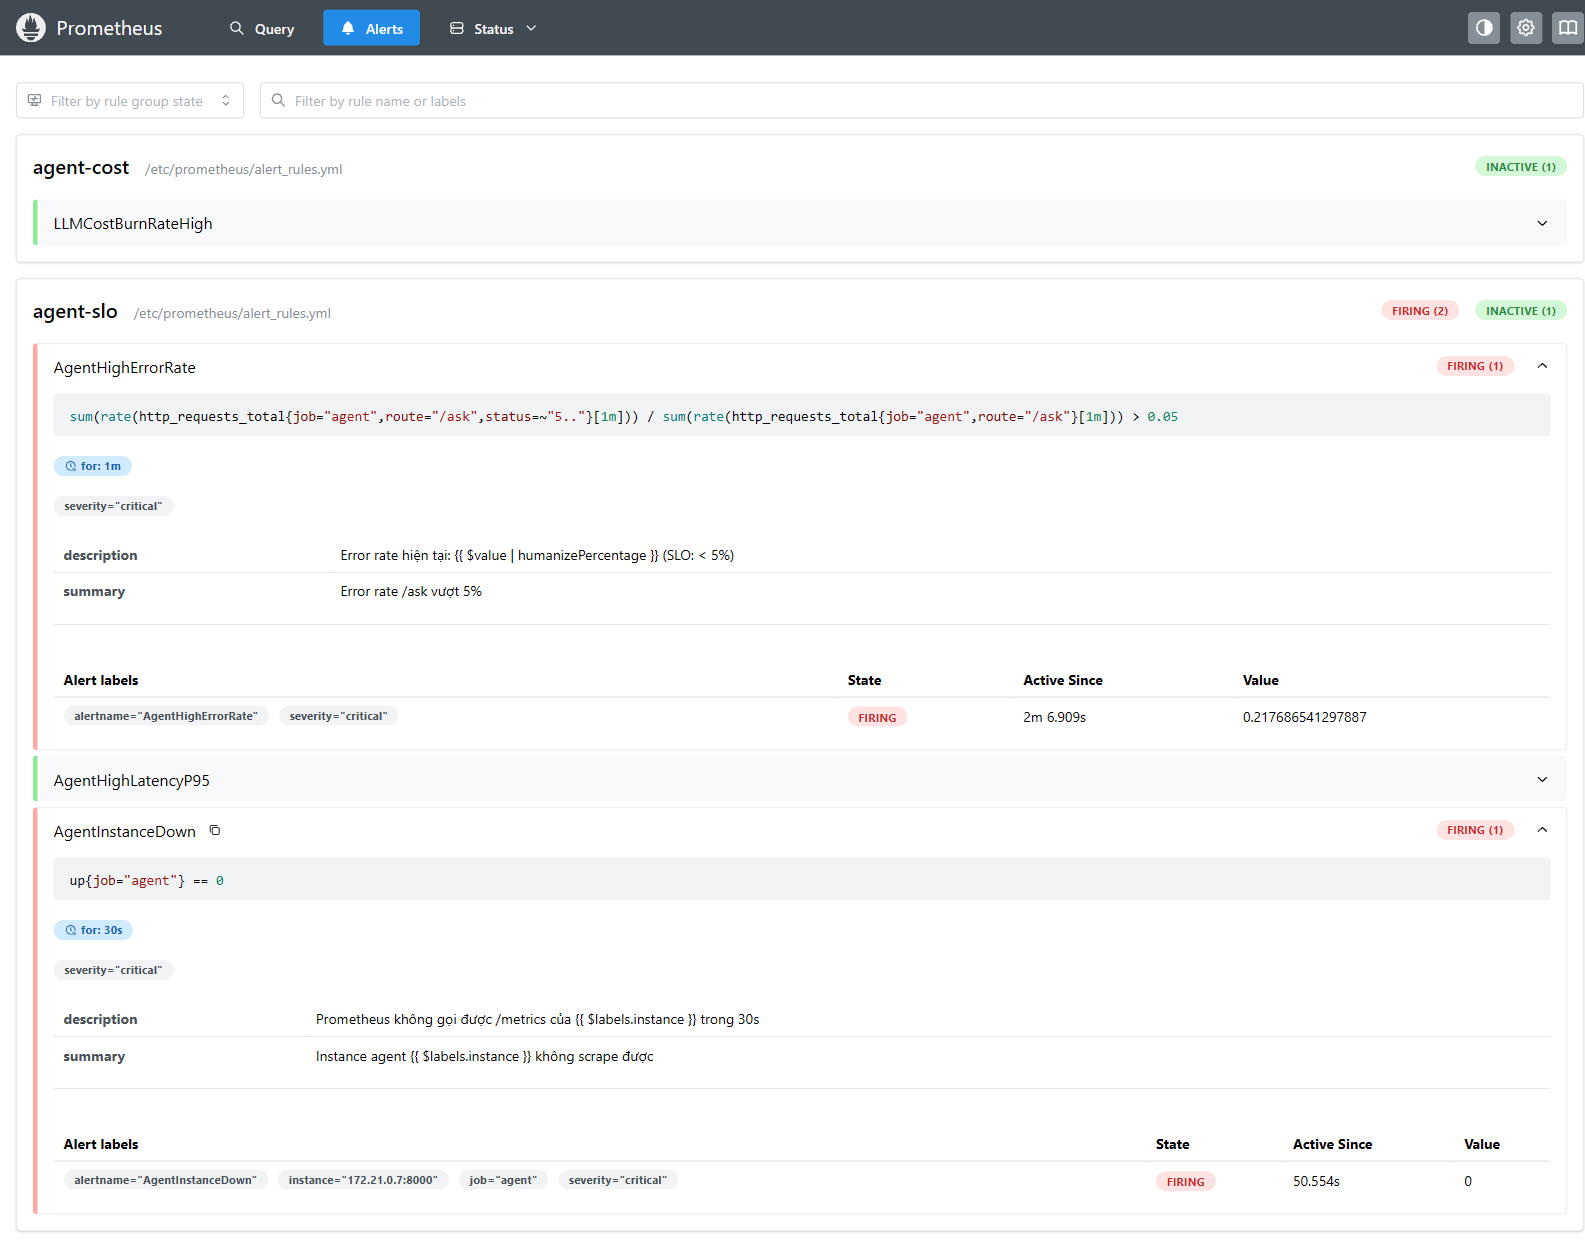 Prometheus
Query
Alerts
Status
Filter by rule group state
Filter by rule name or labels
agent-cost /etc/prometheus/alert_rules.yml INACTIVE (1)
LLMCostBurnRateHigh
agent-slo /etc/prometheus/alert_rules.yml FIRING (2) INACTIVE (1)
AgentHighErrorRate FIRING (1)
sum(rate(http_requests_total{job="agent",route="/ask",status=~"5.."}[1m])) / sum(rate(http_requests_total{job="agent",route="/ask"}[1m])) > 0.05
for: 1m
severity="critical"
description Error rate hiện tại: {{ $value | humanizePercentage }} (SLO: < 5%)
summary Error rate /ask vượt 5%
Alert labels State Active Since Value
alertname="AgentHighErrorRate" severity="critical" FIRING 2m 6.909s 0.217686541297887
AgentHighLatencyP95
AgentInstanceDown FIRING (1)
up{job="agent"} == 0
for: 30s
severity="critical"
description Prometheus không gọi được /metrics của {{ $labels.instance }} trong 30s
summary Instance agent {{ $labels.instance }} không scrape được
Alert labels State Active Since Value
alertname="AgentInstanceDown" instance="172.21.0.7:8000" job="agent" severity="critical" FIRING 50.554s 0